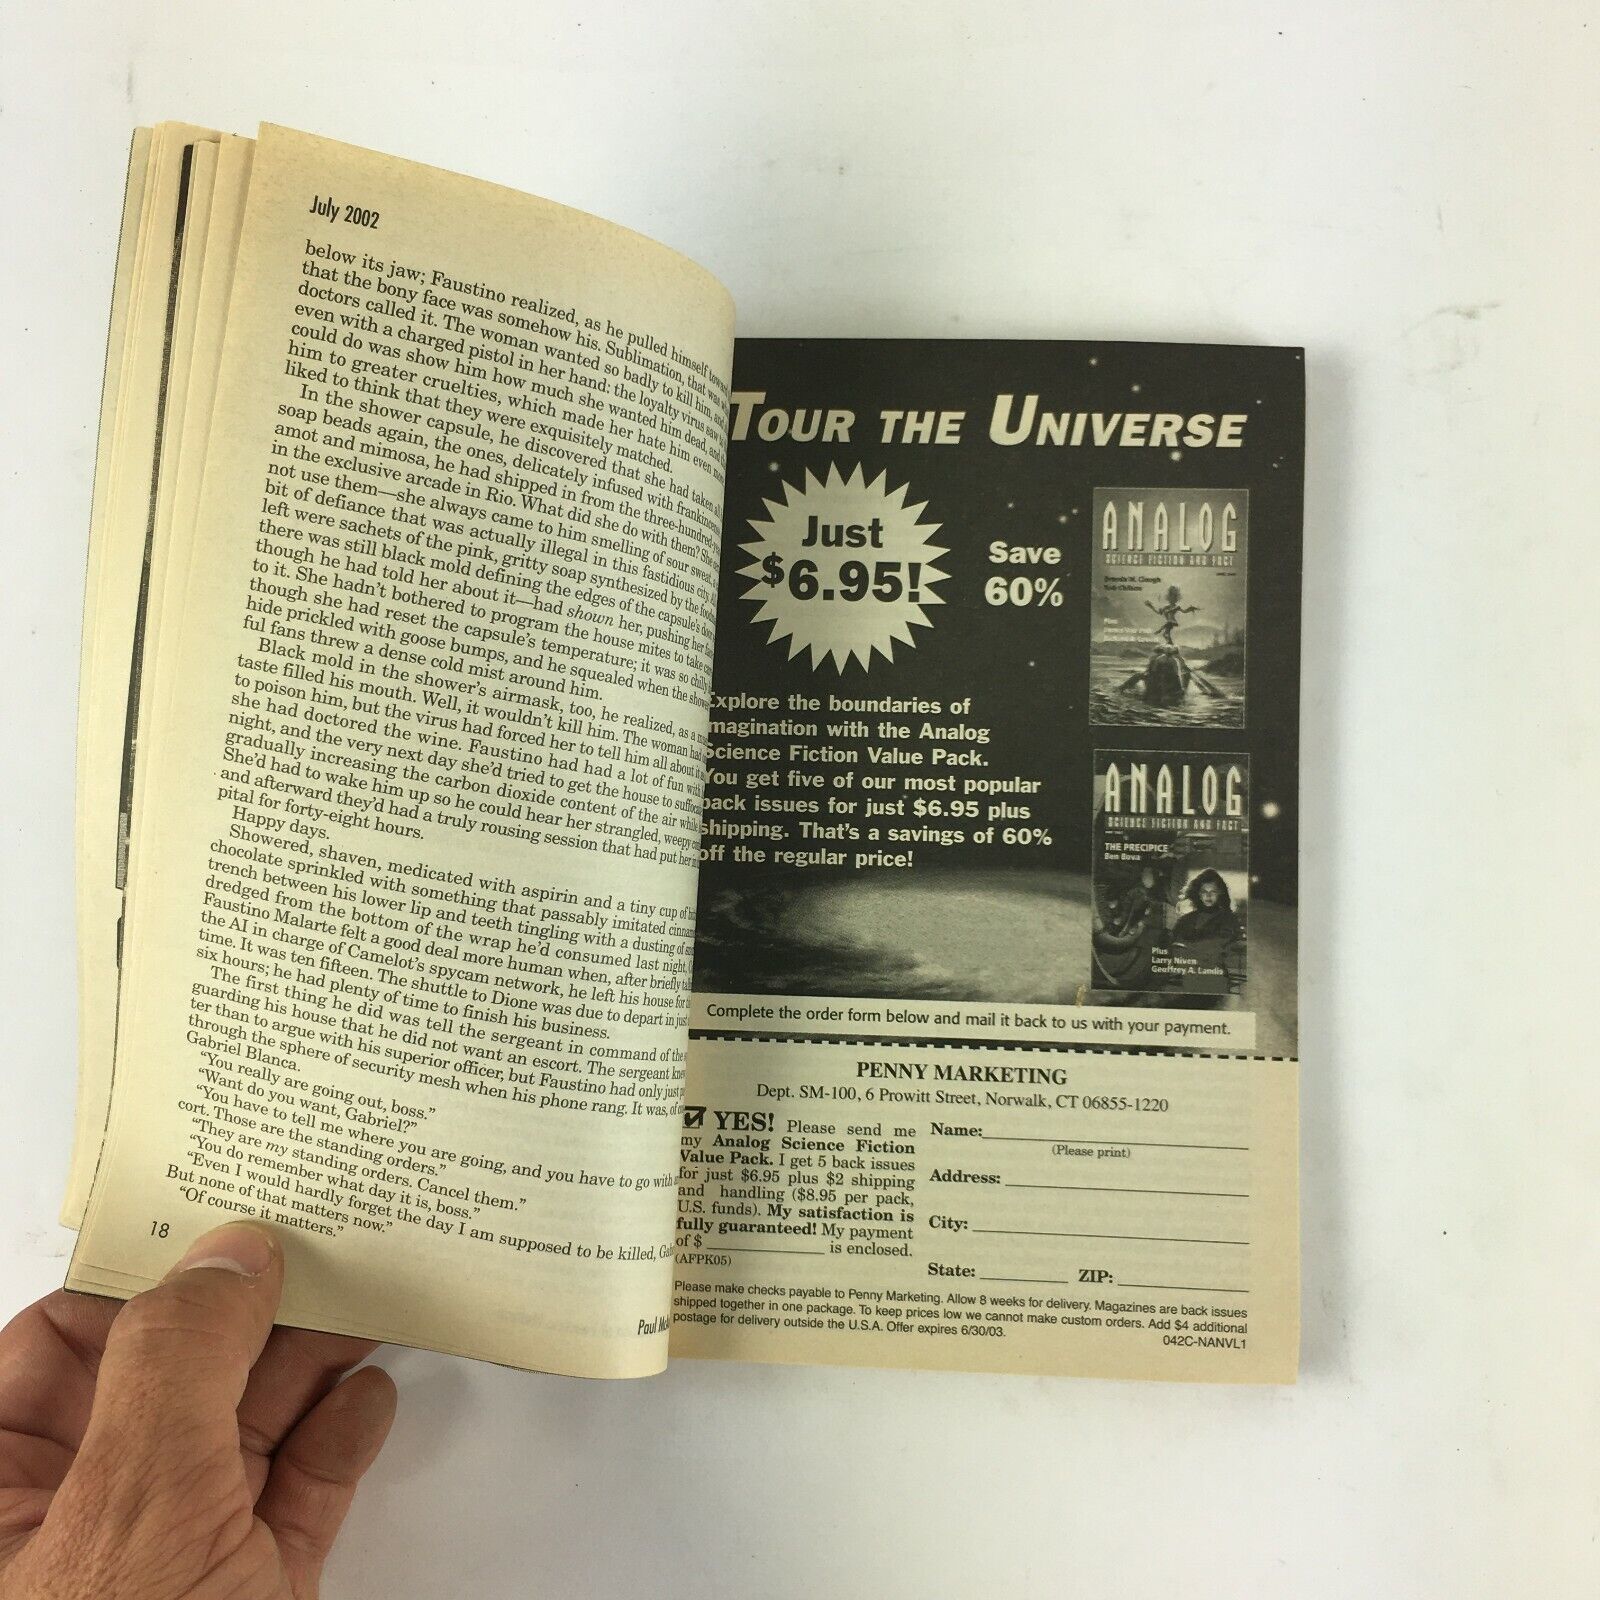 July 2002
below its jaw; Faustino realized, as he pulled himself
that the bony face was somehow his. Sublimation, that was
doctors called it. The woman wanted so badly to kill him, and
even with a charged pistol in her hand: the loyalty virus saw to
could do was show him how much she wanted him dead, and
him to greater cruelties, which made her hate him even
liked to think that they were exquisitely matched.
In the shower capsule, he discovered that she had taken all
soap beads again, the ones, delicately infused with
amot and mimosa, he had shipped in from the
in the exclusive arcade in Rio. What did she do with them? She
not use them—she always came to him smelling of sour sweat,
bit of defiance that was actually illegal in this fastidious city.
left were sachets of the pink, gritty soap synthesized by the
there was still black mold defining the edges of the capsule's door
though he had told her about it—had shown her, pushing her
to it. She hadn't bothered to program the house mites to take
though she had reset the capsule's temperature; it was so chilly
hide prickled with goose bumps, and he squealed when the
ful fans threw a dense cold mist around him.
Black mold in the shower's airmask, too, he realized, as a
taste filled his mouth. Well, it wouldn't kill him. The woman had
to poison him, but the virus had forced her to tell him all about it
she had doctored the wine. Faustino had had a lot of fun with
night, and the very next day she'd tried to get the house to
gradually increasing the carbon dioxide content of the air while
She'd had to wake him up so he could hear her strangled, weepy
and afterward they'd had a truly rousing session that had put her in
pital for forty-eight hours.
Happy days.
Showered, shaven, medicated with aspirin and a tiny cup of
chocolate sprinkled with something that passably imitated
trench between his lower lip and teeth tingling with a dusting of
dredged from the bottom of the wrap he'd consumed last night,
Faustino Malarte felt a good deal more human when, after briefly
the AI in charge of Camelot's spycam network, he left his house for
time. It was ten fifteen. The shuttle to Dione was due to depart in just
six hours; he had plenty of time to finish his business.
The first thing he did was tell the sergeant in command of the
guarding his house that he did not want an escort. The sergeant knew
ter than to argue with his superior officer, but Faustino had only just
through the sphere of security mesh when his phone rang. It was, of
Gabriel Blanca.
"You really are going out, boss."
"Want do you want, Gabriel?"
"You have to tell me where you are going, and you have to go with
cort. Those are the standing orders."
"They are my standing orders. Cancel them."
"You do remember what day it is, boss."
"Even I would hardly forget the day I am supposed to be killed,
But none of that matters now."
"Of course it matters."
18
Paul
TOUR THE UNIVERSE
Just
$6.95!
Save
60%
ANALOG
SCIENCE FICTION AND FACT
Plus
Explore the boundaries of
imagination with the Analog
Science Fiction Value Pack.
You get five of our most popular
back issues for just $6.95 plus
shipping. That's a savings of 60%
off the regular price!
ANALOG
SCIENCE FICTION AND FACT
THE PRECIPICE
Ben Bova
Plus
Larry Niven
Geoffrey A. Landis
Complete the order form below and mail it back to us with your payment.
PENNY MARKETING
Dept. SM-100, 6 Prowitt Street, Norwalk, CT 06855-1220
YES! Please send me
my Analog Science Fiction
Value Pack. I get 5 back issues
for just $6.95 plus $2 shipping
and handling ($8.95 per pack,
U.S. funds). My satisfaction is
fully guaranteed! My payment
of $ is enclosed.
(AFPK05)
Name:
(Please print)
Address:
City:
State: ZIP:
Please make checks payable to Penny Marketing. Allow 8 weeks for delivery. Magazines are back issues
shipped together in one package. To keep prices low we cannot make custom orders. Add $4 additional
postage for delivery outside the U.S.A. Offer expires 6/30/03.
042C-NANVL1